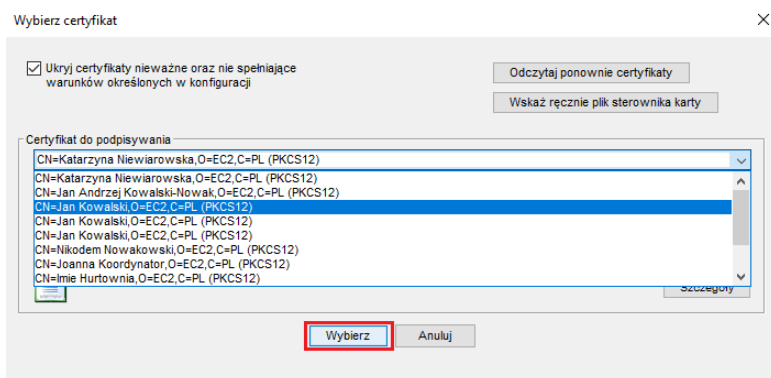 Wybierz certyfikat
Ukryj certyfikaty nieważne oraz nie spełniające
warunków określonych w konfiguracji
Odczytaj ponownie certyfikaty
Wskaż ręcznie plik sterownika karty
Certyfikat do podpisywania
CN=Katarzyna Niewiarowska,O=EC2,C=PL (PKCS12)
CN=Katarzyna Niewiarowska,O=EC2,C=PL (PKCS12)
CN=Jan Andrzej Kowalski-Nowak,O=EC2,C=PL (PKCS12)
CN=Jan Kowalski,O=EC2,C=PL (PKCS12)
CN=Jan Kowalski,O=EC2,C=PL (PKCS12)
CN=Jan Kowalski,O=EC2,C=PL (PKCS12)
CN=Nikodem Nowakowski,O=EC2,C=PL (PKCS12)
CN=Joanna Koordynator,O=EC2,C=PL (PKCS12)
CN=Imie Hurtownia,O=EC2,C=PL (PKCS12)
Szczegóły
Wybierz
Anuluj